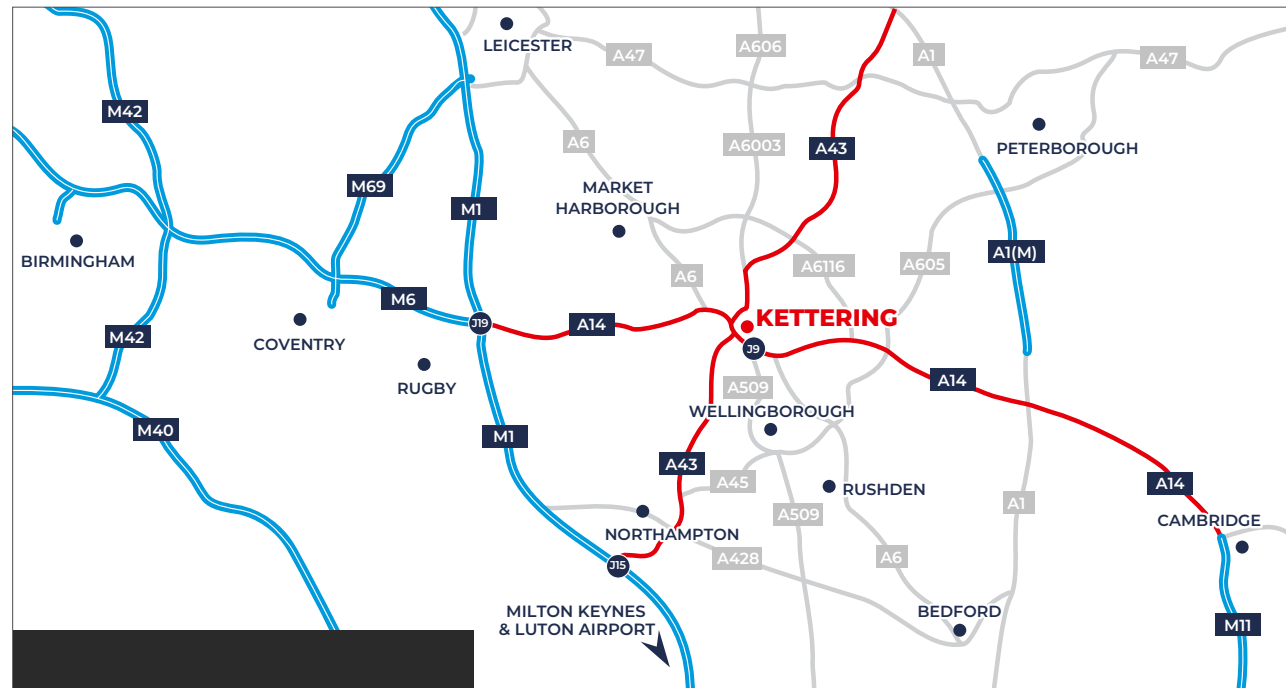 LEICESTER
A606
A1
A47
A47
M42
A6
A6003
A43
PETERBOROUGH
M69
MARKET
HARBOROUGH
M1
BIRMINGHAM
A1(M)
A6
A6116
A605
M6
J19
A14
KETTERING
M42
COVENTRY
J9
RUGBY
A509
A14
WELLINGBOROUGH
M40
M1
A43
A45
RUSHDEN
A14
A509
A1
NORTHAMPTON
CAMBRIDGE
J15
A428
A6
MILTON KEYNES
& LUTON AIRPORT
BEDFORD
M11